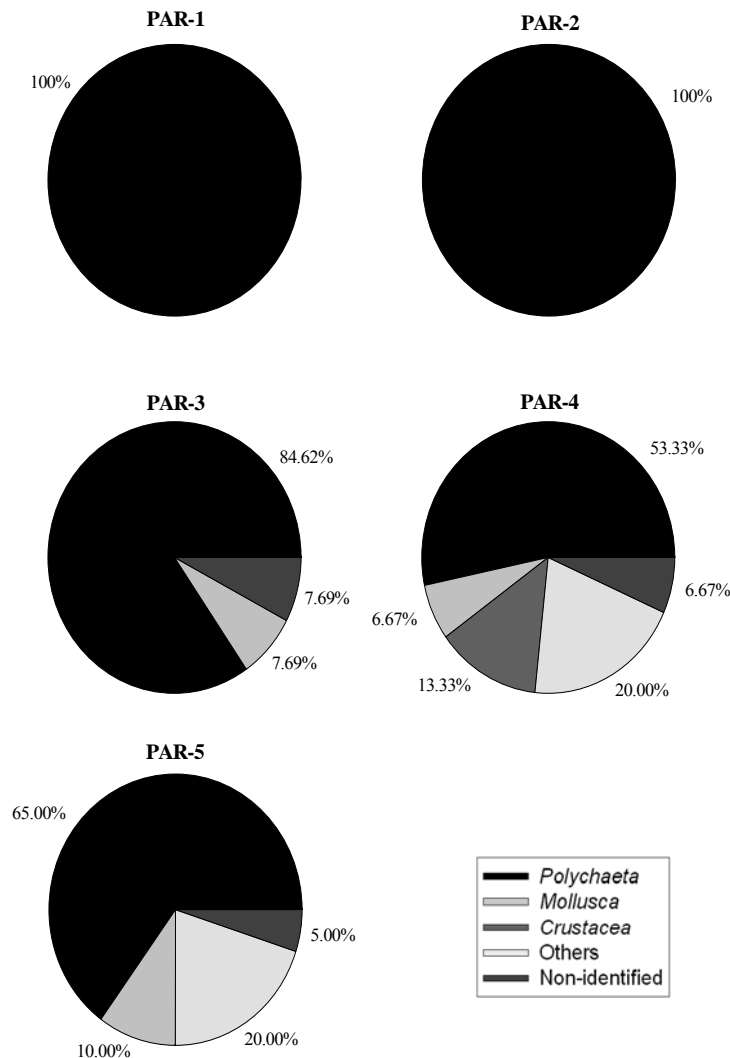 PAR-1
100%
PAR-2
100%
PAR-3
84.62%
7.69%
7.69%
PAR-4
53.33%
6.67%
6.67%
13.33%
20.00%
PAR-5
65.00%
5.00%
10.00%
20.00%
Polychaeta
Mollusca
Crustacea
Others
Non-identified